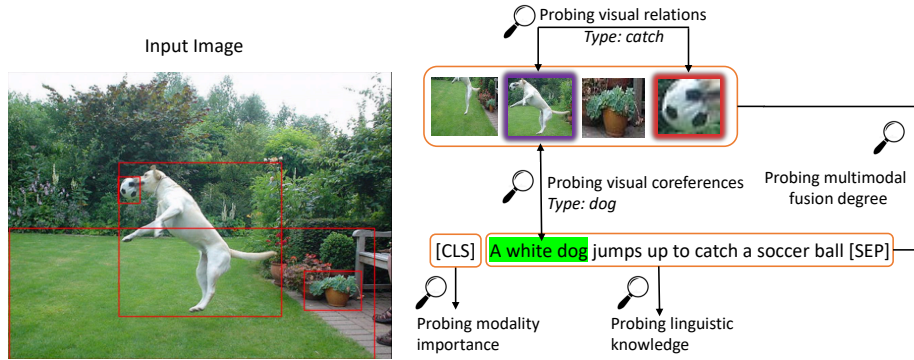 Input Image
Probing visual relations
Type: catch
Probing visual coreferences
Type: dog
Probing multimodal
fusion degree
[CLS] A white dog jumps up to catch a soccer ball [SEP]
Probing modality
importance
Probing linguistic
knowledge